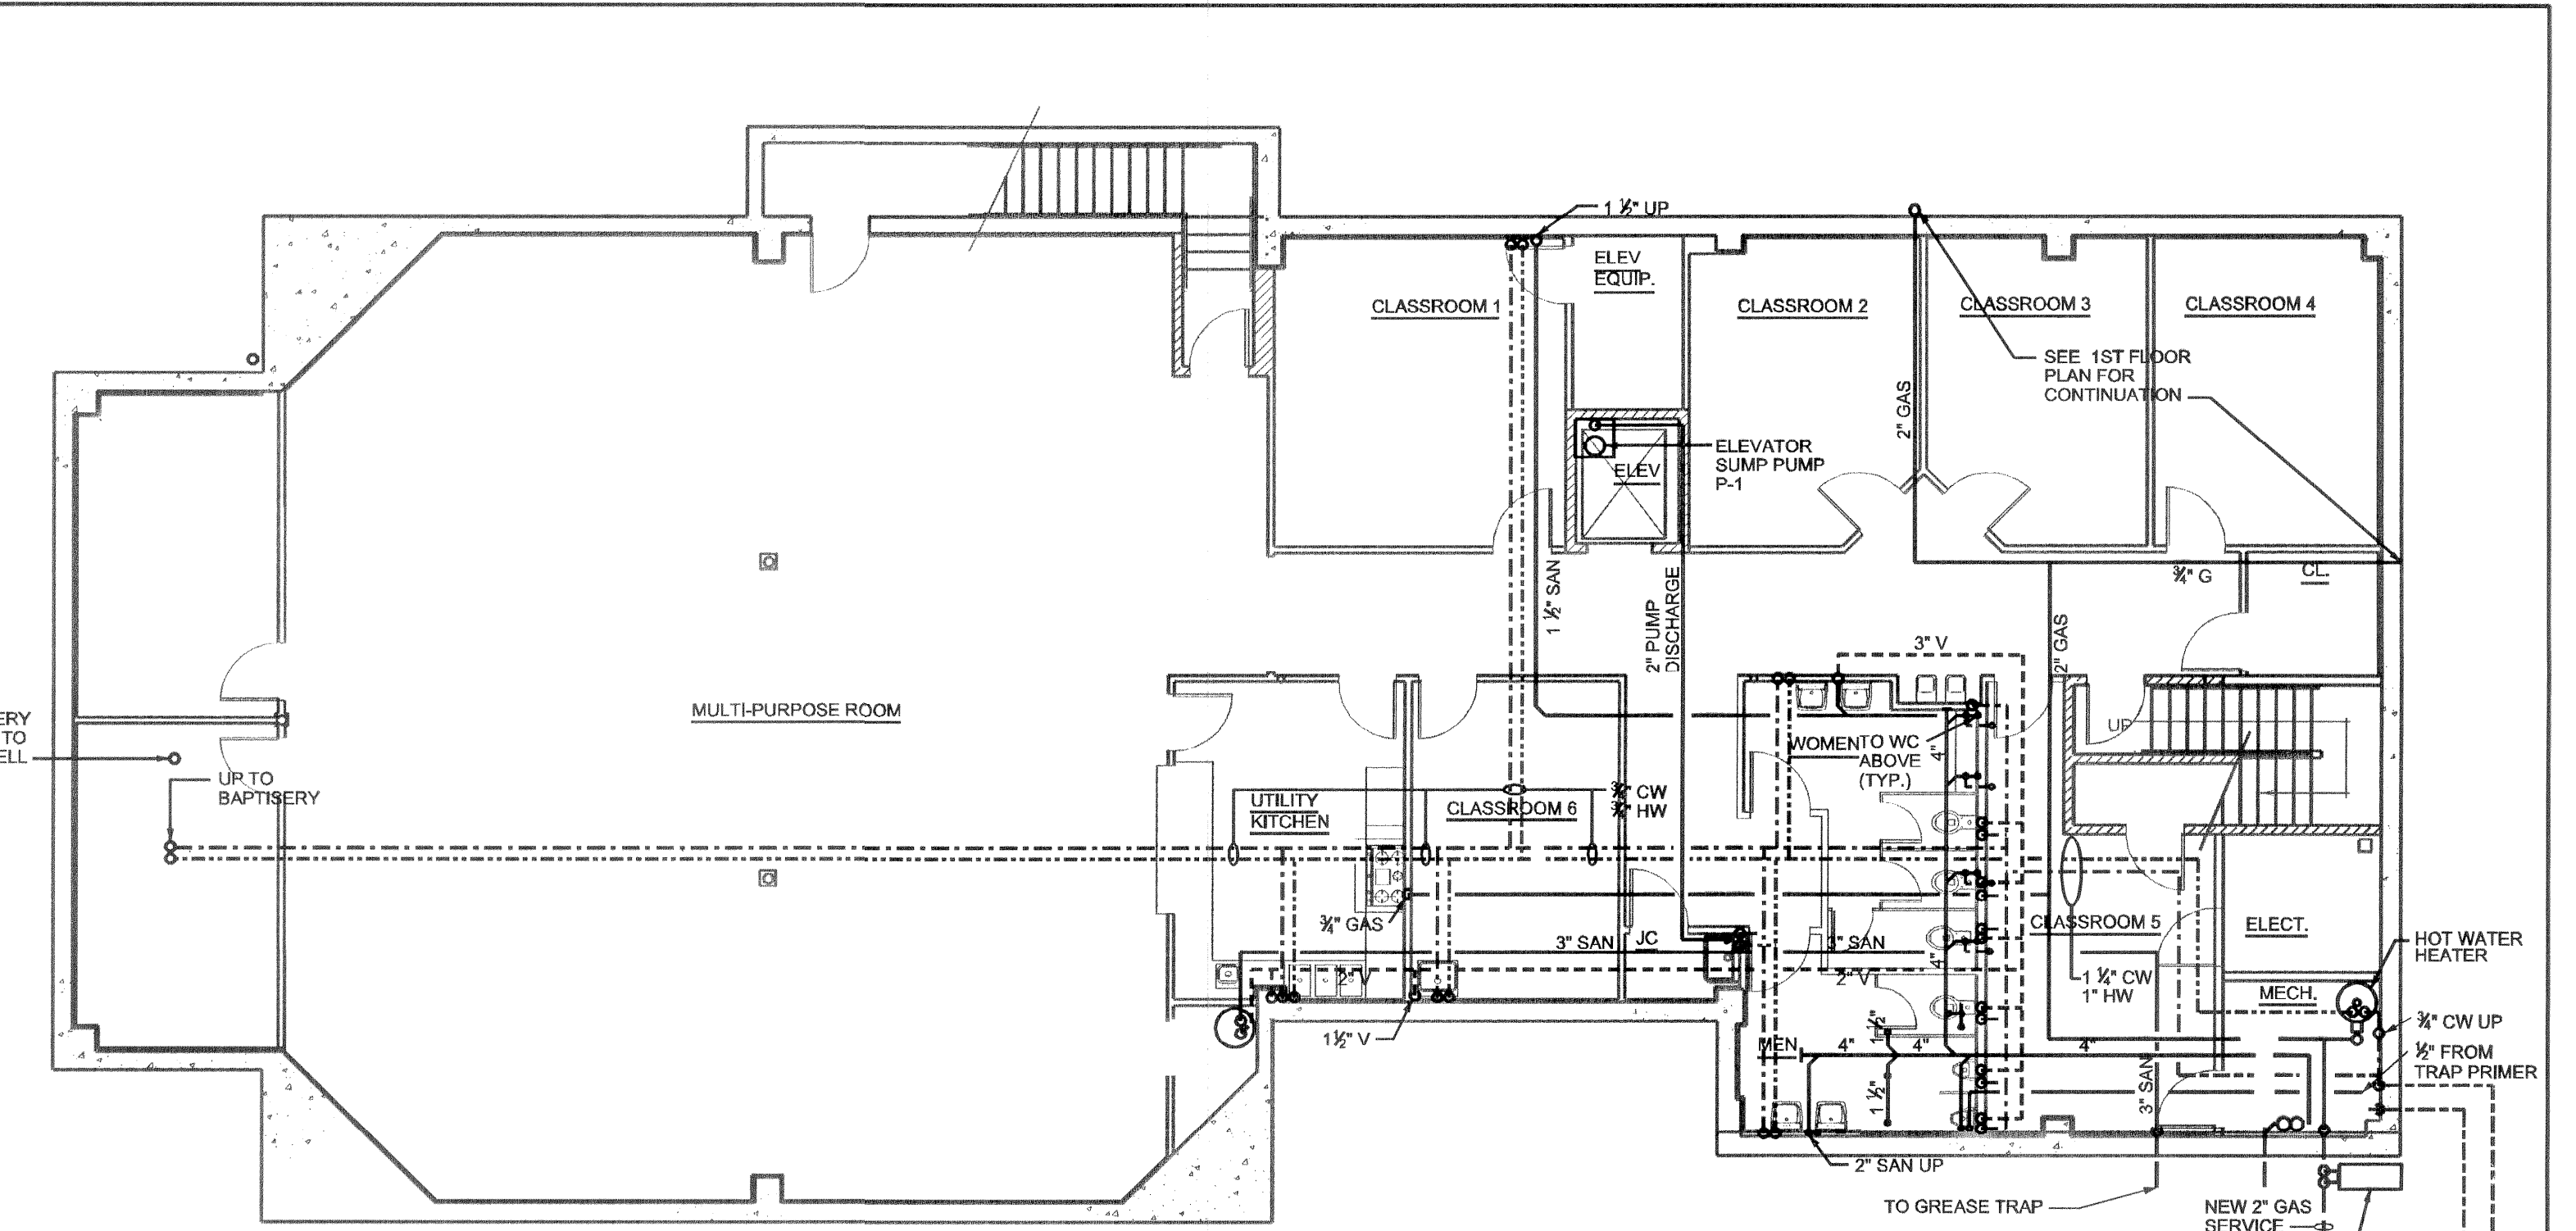 1 ½" UP
ELEV
EQUIP.
CLASSROOM 1
CLASSROOM 2
CLASSROOM 3
CLASSROOM 4
SEE 1ST FLOOR
PLAN FOR
CONTINUATION
2" GAS
ELEVATOR
SUMP PUMP
P-1
ELEV
1 ½" SAN
2" PUMP
DISCHARGE
¾" G
CL.
2" GAS
3" V
MULTI-PURPOSE ROOM
ERY
TO
ELL
UP TO
BAPTISERY
UTILITY
KITCHEN
CLASSROOM 6
¾" CW
¾" HW
WOMEN
TO WC
ABOVE
(TYP.)
4"
UP
¾" GAS
3" SAN
JC
3" SAN
4"
CLASSROOM 5
ELECT.
HOT WATER
HEATER
2" V
2" V
1 ¼" CW
1" HW
MECH.
1 ½" V
MEN
4"
1 ½"
4"
4"
¾" CW UP
½" FROM
TRAP PRIMER
1 ½"
3" SAN
2" SAN UP
TO GREASE TRAP
NEW 2" GAS
SERVICE